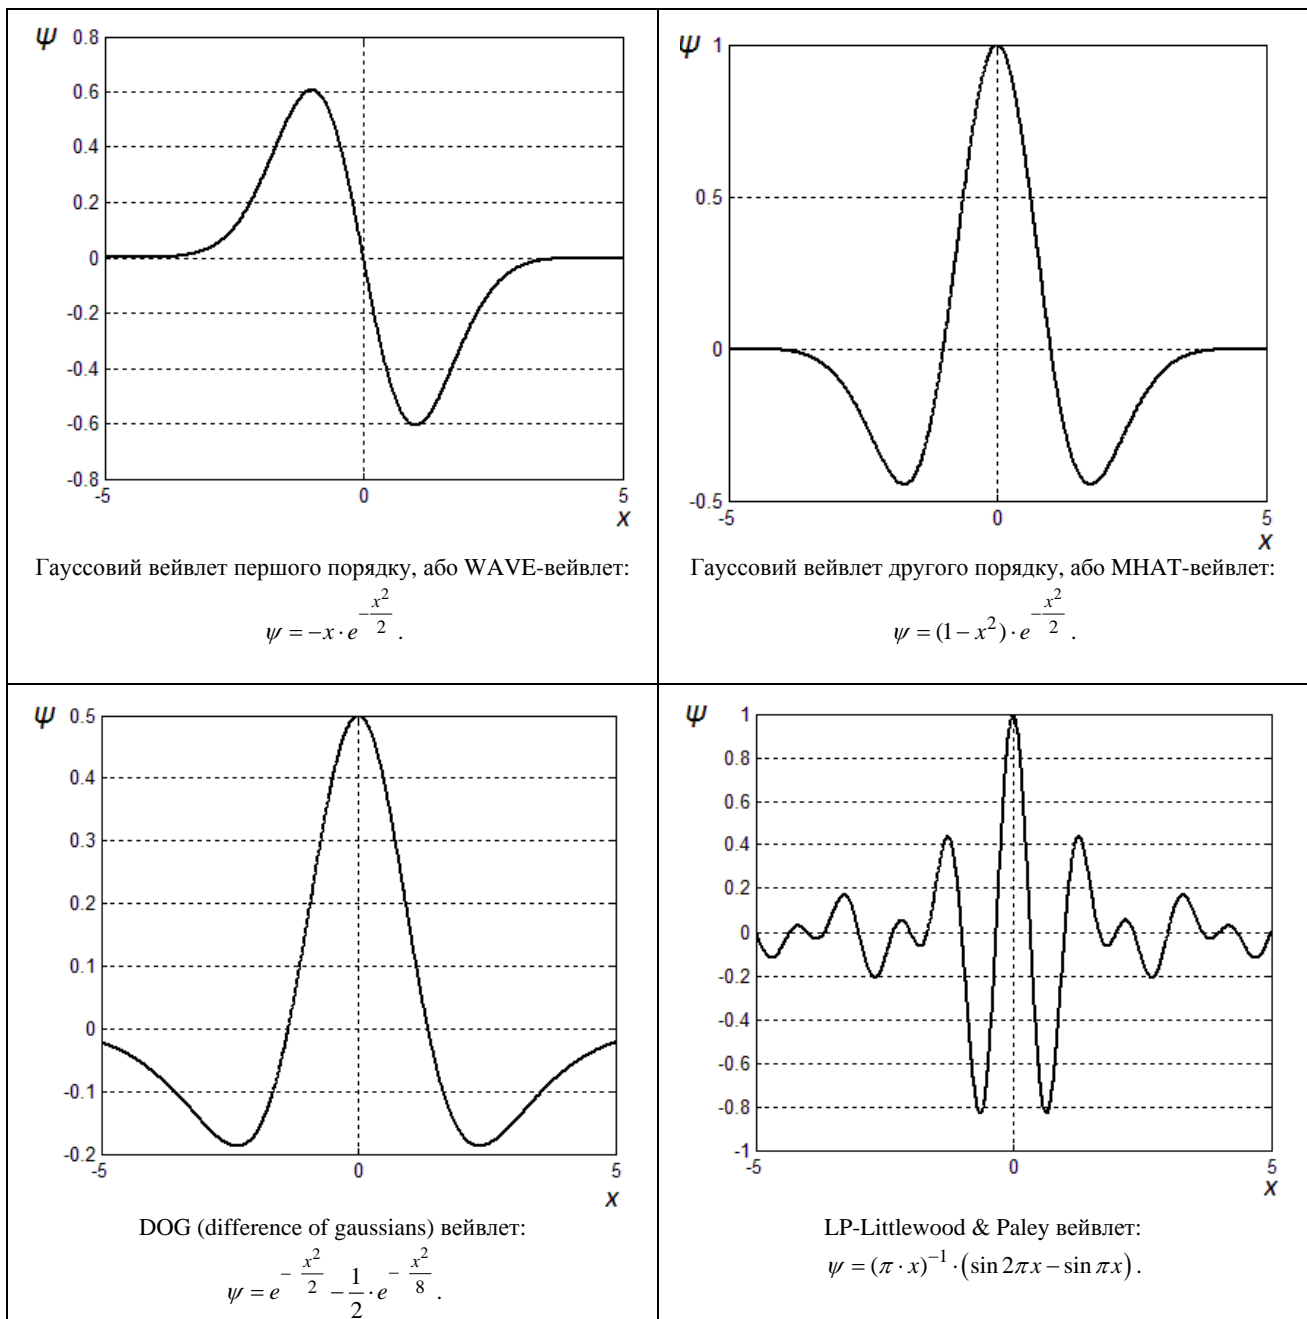 ψ
0.8
0.6
0.4
0.2
0
-0.2
-0.4
-0.6
-0.8
-5 0 5
x
Гауссовий вейвлет першого порядку, або WAVE-вейвлет:
ψ = −x · e^{−x²/2} .
ψ
1
0.5
0
-0.5
-5 0 5
x
Гауссовий вейвлет другого порядку, або МНАТ-вейвлет:
ψ = (1 − x²) · e^{−x²/2} .
ψ
0.5
0.4
0.3
0.2
0.1
0
-0.1
-0.2
-5 0 5
x
DOG (difference of gaussians) вейвлет:
ψ = e^{−x²/2} − 1/2 · e^{−x²/8} .
ψ
1
0.8
0.6
0.4
0.2
0
-0.2
-0.4
-0.6
-0.8
-1
-5 0 5
x
LP-Littlewood & Paley вейвлет:
ψ = (π · x)⁻¹ · (sin 2πx − sin πx) .